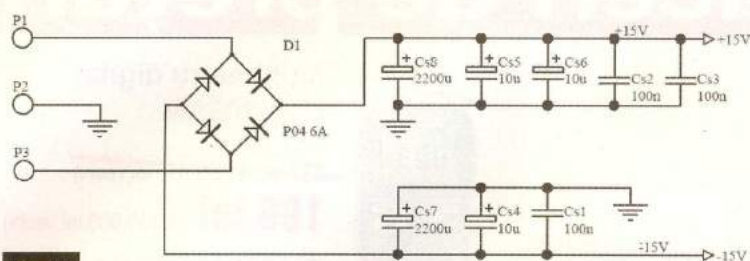 P1
D1
+15V
+15V
Cs8
2200u
Cs5
10u
Cs6
10u
Cs2
100n
Cs3
100n
P2
P04 6A
P3
Cs7
2200u
Cs4
10u
Cs1
100n
-15V
-15V